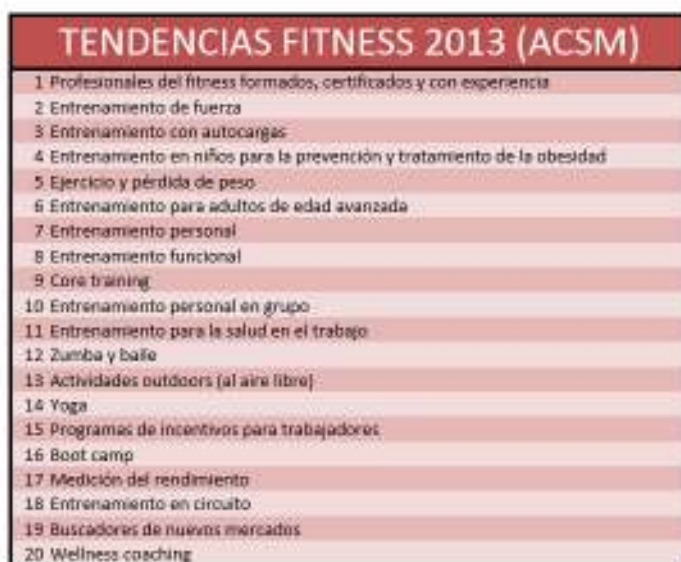 TENDENCIAS FITNESS 2013 (ACSM)
1 Profesionales del fitness formados, certificados y con experiencia
2 Entrenamiento de fuerza
3 Entrenamiento con autocargas
4 Entrenamiento en niños para la prevención y tratamiento de la obesidad
5 Ejercicio y pérdida de peso
6 Entrenamiento para adultos de edad avanzada
7 Entrenamiento personal
8 Entrenamiento funcional
9 Core training
10 Entrenamiento personal en grupo
11 Entrenamiento para la salud en el trabajo
12 Zumba y baile
13 Actividades outdoors (al aire libre)
14 Yoga
15 Programas de incentivos para trabajadores
16 Boot camp
17 Medición del rendimiento
18 Entrenamiento en circuito
19 Buscadores de nuevos mercados
20 Wellness coaching